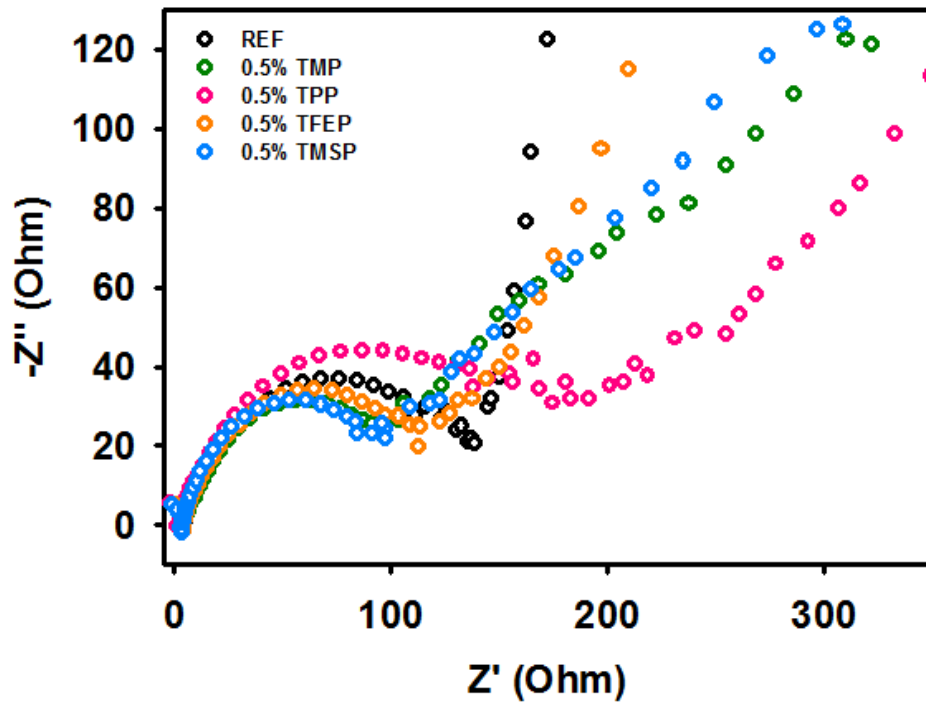 120
100
80
60
40
20
0
-Z'' (Ohm)
REF
0.5% TMP
0.5% TPP
0.5% TFEP
0.5% TMSP
0 100 200 300
Z' (Ohm)